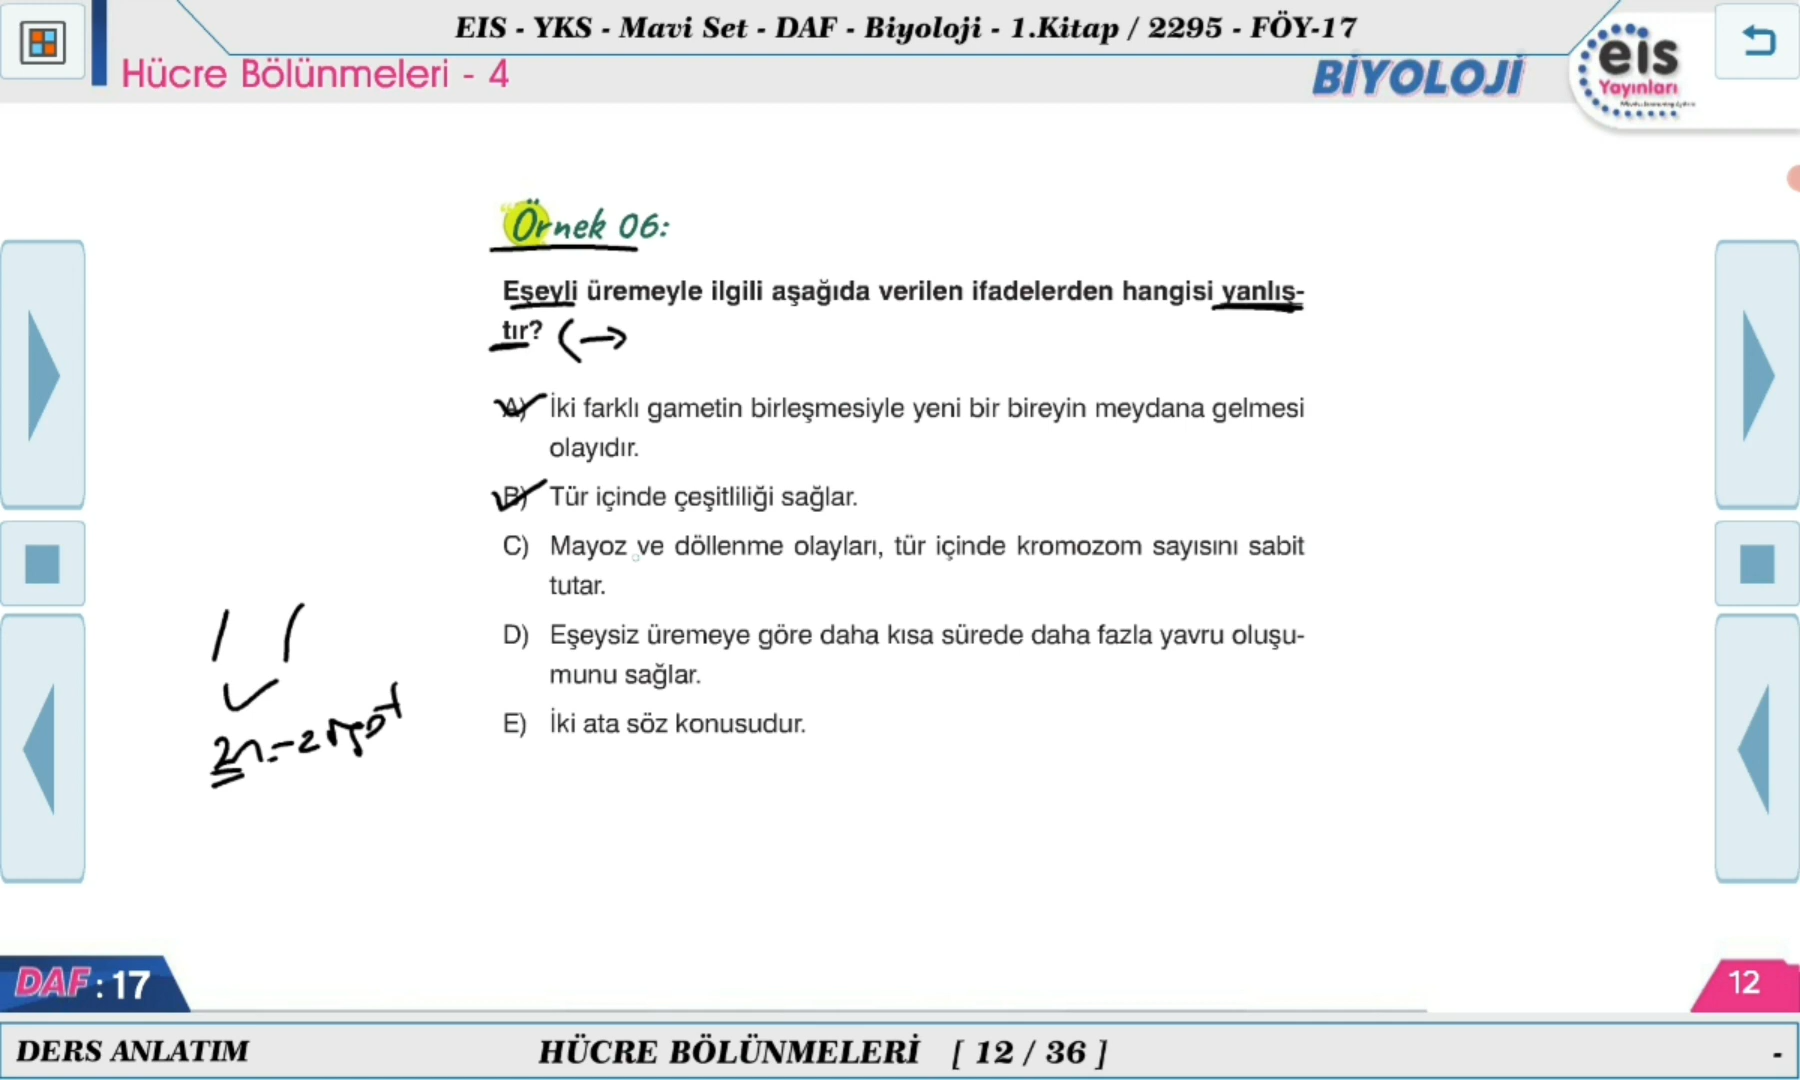 EIS - YKS - Mavi Set - DAF - Biyoloji - 1.Kitap / 2295 - FÖY-17
Hücre Bölünmeleri - 4
BİYOLOJİ
eis
Yayınları
Örnek 06:
Eşeyli üremeyle ilgili aşağıda verilen ifadelerden hangisi yanlış-
tır?
A) İki farklı gametin birleşmesiyle yeni bir bireyin meydana gelmesi
olayıdır.
B) Tür içinde çeşitliliği sağlar.
C) Mayoz ve döllenme olayları, tür içinde kromozom sayısını sabit
tutar.
D) Eşeysiz üremeye göre daha kısa sürede daha fazla yavru oluşu-
munu sağlar.
E) İki ata söz konusudur.
2n
DAF : 17
12
DERS ANLATIM
HÜCRE BÖLÜNMELERİ [ 12 / 36 ]
-